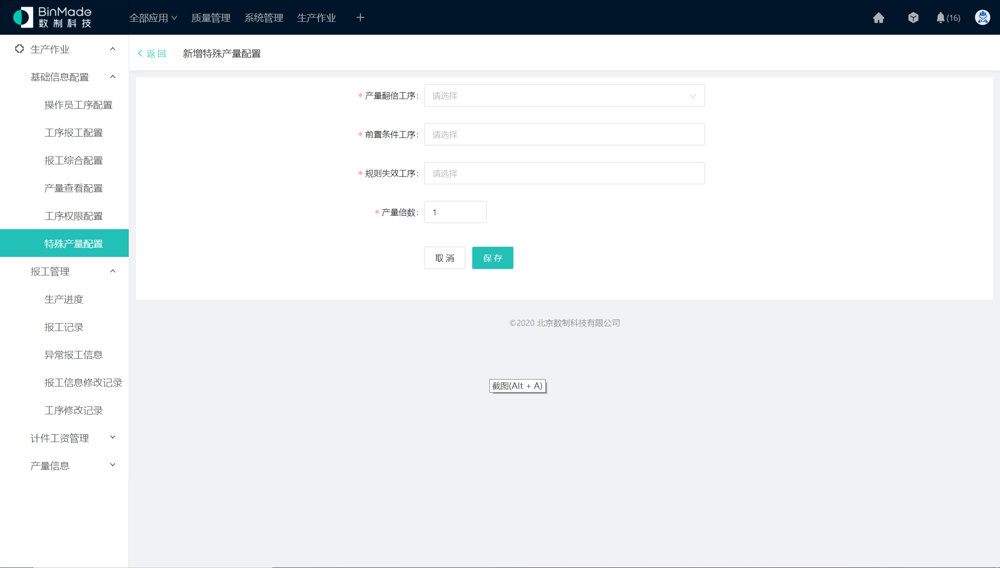 BinMade
数制科技
全部应用
质量管理
系统管理
生产作业
(16)
生产作业
基础信息配置
操作员工序配置
工序报工配置
报工综合配置
产量查看配置
工序权限配置
特殊产量配置
报工管理
生产进度
报工记录
异常报工信息
报工信息修改记录
工序修改记录
计件工资管理
产量信息
返回
新增特殊产量配置
* 产量翻倍工序:
请选择
* 前置条件工序:
请选择
* 规则失效工序:
请选择
* 产量倍数:
1
取消
保存
©2020 北京数制科技有限公司
截图(Alt + A)